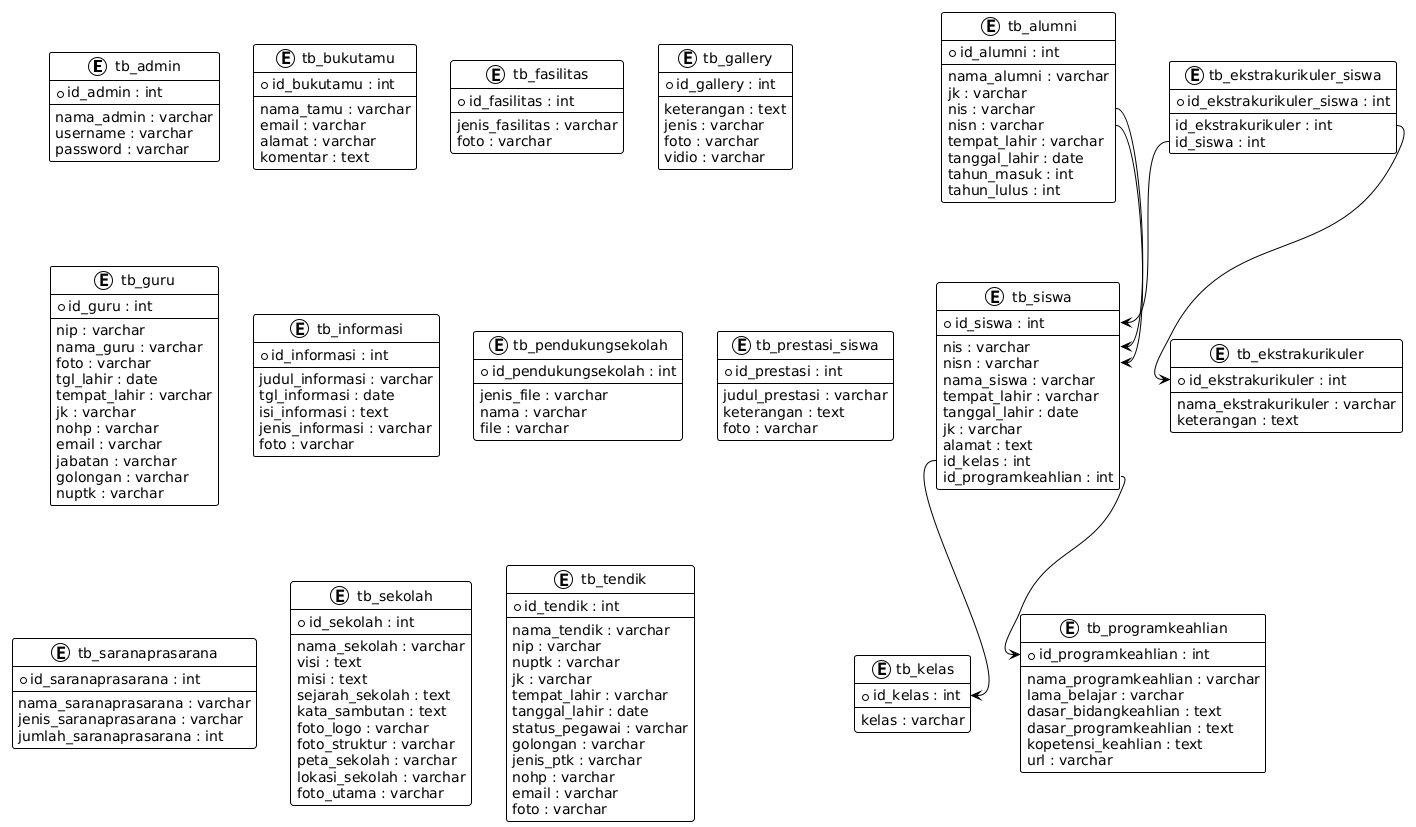 E tb_admin
id_admin : int
nama_admin : varchar
username : varchar
password : varchar
E tb_bukutamu
id_bukutamu : int
nama_tamu : varchar
email : varchar
alamat : varchar
komentar : text
E tb_fasilitas
id_fasilitas : int
jenis_fasilitas : varchar
foto : varchar
E tb_gallery
id_gallery : int
keterangan : text
jenis : varchar
foto : varchar
vidio : varchar
E tb_alumni
id_alumni : int
nama_alumni : varchar
jk : varchar
nis : varchar
nisn : varchar
tempat_lahir : varchar
tanggal_lahir : date
tahun_masuk : int
tahun_lulus : int
E tb_ekstrakurikuler_siswa
id_ekstrakurikuler_siswa : int
id_ekstrakurikuler : int
id_siswa : int
E tb_guru
id_guru : int
nip : varchar
nama_guru : varchar
foto : varchar
tgl_lahir : date
tempat_lahir : varchar
jk : varchar
nohp : varchar
email : varchar
jabatan : varchar
golongan : varchar
nuptk : varchar
E tb_informasi
id_informasi : int
judul_informasi : varchar
tgl_informasi : date
isi_informasi : text
jenis_informasi : varchar
foto : varchar
E tb_pendukungsekolah
id_pendukungsekolah : int
jenis_file : varchar
nama : varchar
file : varchar
E tb_prestasi_siswa
id_prestasi : int
judul_prestasi : varchar
keterangan : text
foto : varchar
E tb_siswa
id_siswa : int
nis : varchar
nisn : varchar
nama_siswa : varchar
tempat_lahir : varchar
tanggal_lahir : date
jk : varchar
alamat : text
id_kelas : int
id_programkeahlian : int
E tb_ekstrakurikuler
id_ekstrakurikuler : int
nama_ekstrakurikuler : varchar
keterangan : text
E tb_saranaprasarana
id_saranaprasarana : int
nama_saranaprasarana : varchar
jenis_saranaprasarana : varchar
jumlah_saranaprasarana : int
E tb_sekolah
id_sekolah : int
nama_sekolah : varchar
visi : text
misi : text
sejarah_sekolah : text
kata_sambutan : text
foto_logo : varchar
foto_struktur : varchar
peta_sekolah : varchar
lokasi_sekolah : varchar
foto_utama : varchar
E tb_tendik
id_tendik : int
nama_tendik : varchar
nip : varchar
nuptk : varchar
jk : varchar
tempat_lahir : varchar
tanggal_lahir : date
status_pegawai : varchar
golongan : varchar
jenis_ptk : varchar
nohp : varchar
email : varchar
foto : varchar
E tb_kelas
id_kelas : int
kelas : varchar
E tb_programkeahlian
id_programkeahlian : int
nama_programkeahlian : varchar
lama_belajar : varchar
dasar_bidangkeahlian : text
dasar_programkeahlian : text
kopetensi_keahlian : text
url : varchar